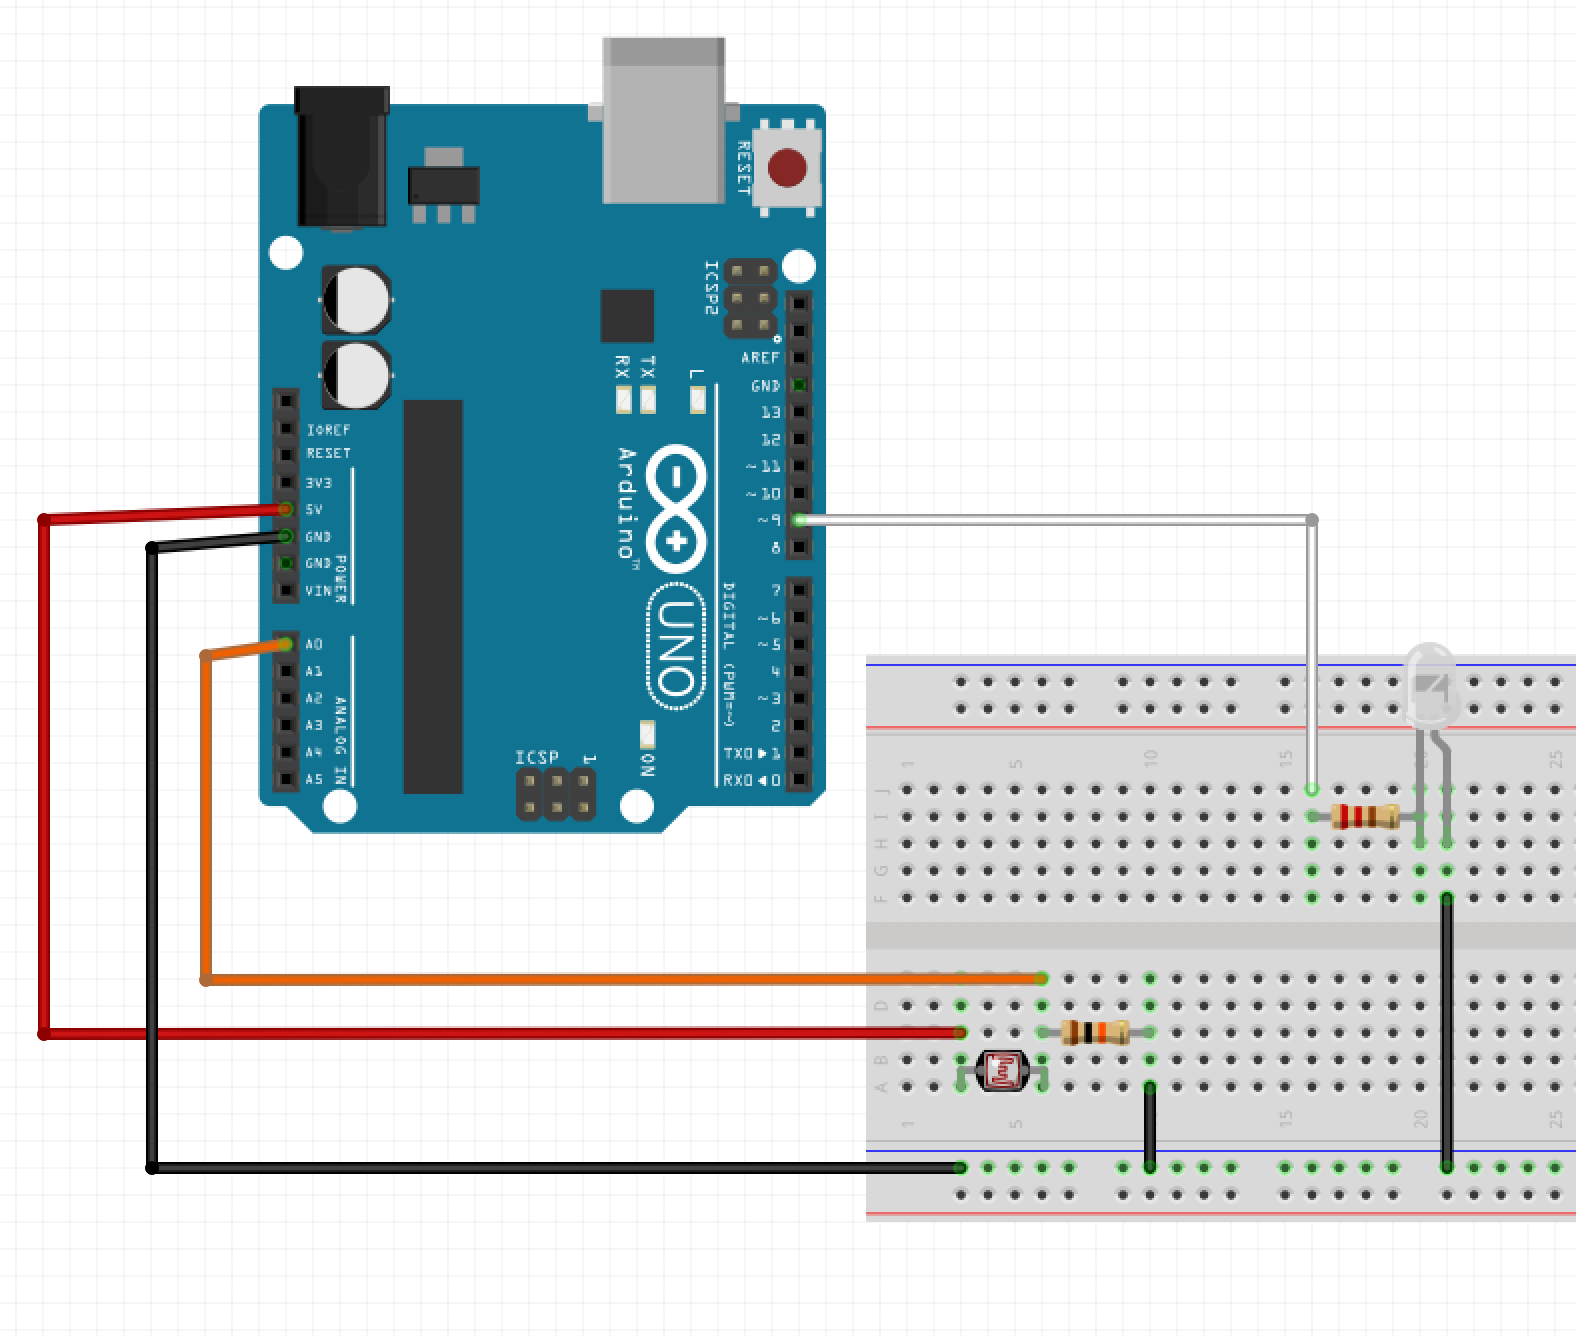 RESET
ICSP2
IOREF
RESET
3V3
5V
GND
GND
VIN
POWER
A0
A1
A2
A3
A4
A5
ANALOG IN
RX
TX
L
Arduino™
UNO
ON
ICSP
1
AREF
GND
13
12
~11
~10
~9
8
7
~6
~5
4
~3
2
TX0▶1
RX0◀0
DIGITAL (PWM=~)
1 5 10 15 25
J
I
H
G
F
D
B
A
1 5 15 20 25